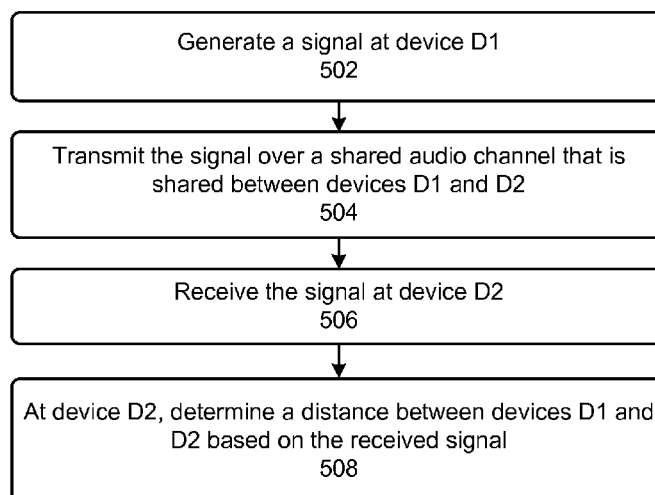 Generate a signal at device D1
502
Transmit the signal over a shared audio channel that is
shared between devices D1 and D2
504
Receive the signal at device D2
506
At device D2, determine a distance between devices D1 and
D2 based on the received signal
508